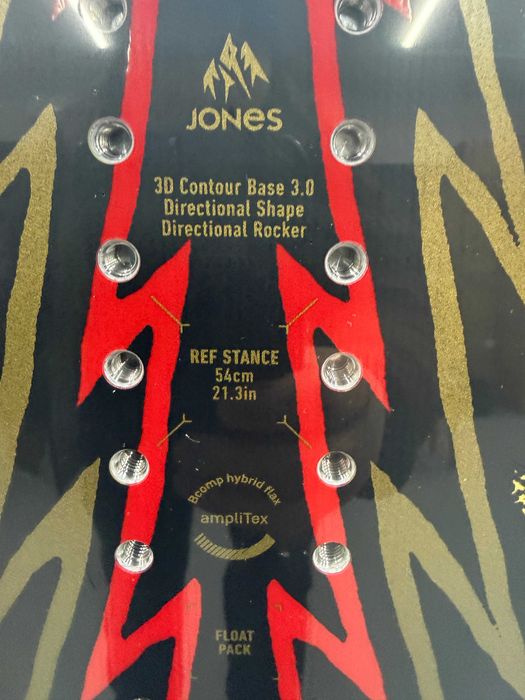 JONES
3D Contour Base 3.0
Directional Shape
Directional Rocker
REF STANCE
54cm
21.3in
Bcomp hybrid flax
ampliTex
FLOAT
PACK